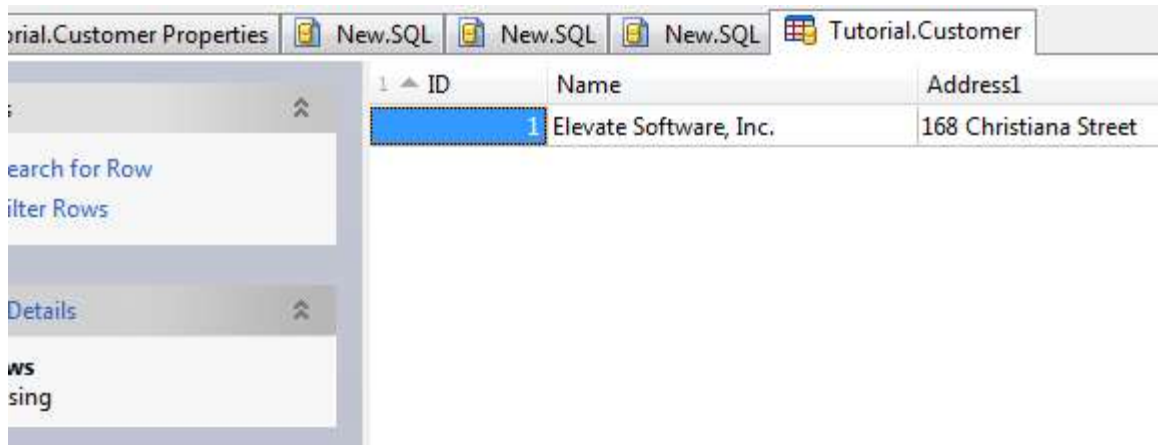 rial.Customer Properties New.SQL New.SQL New.SQL Tutorial.Customer
1 ID Name Address1
s
1 Elevate Software, Inc. 168 Christiana Street
earch for Row
ilter Rows
Details
ws
sing